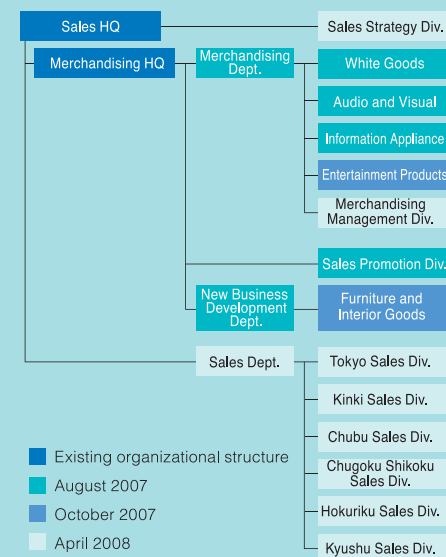 Sales HQ
Sales Strategy Div.
Merchandising HQ
Merchandising
Dept.
White Goods
Audio and Visual
Information Appliance
Entertainment Products
Merchandising
Management Div.
Sales Promotion Div.
New Business
Development
Dept.
Furniture and
Interior Goods
Sales Dept.
Tokyo Sales Div.
Kinki Sales Div.
Chubu Sales Div.
Chugoku Shikoku
Sales Div.
Hokuriku Sales Div.
Kyushu Sales Div.
Existing organizational structure
August 2007
October 2007
April 2008